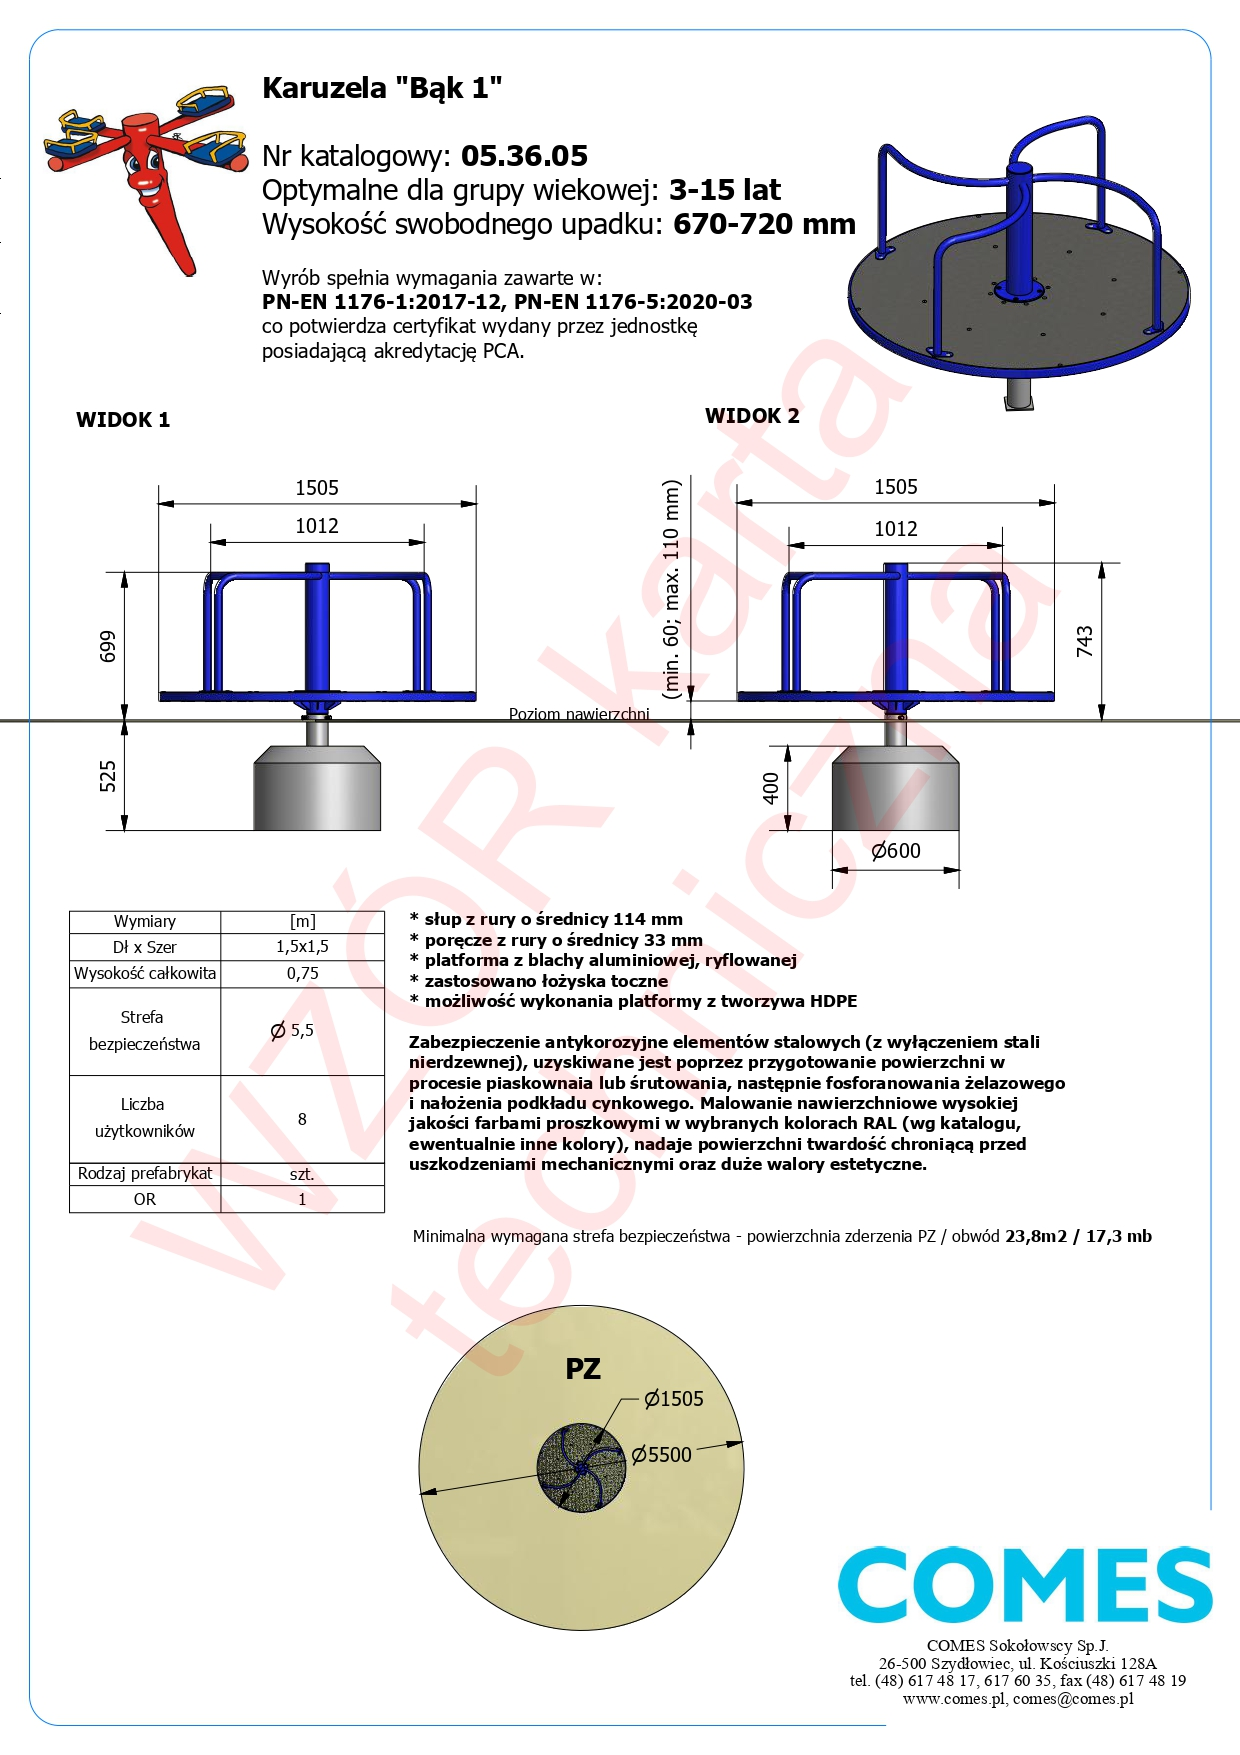 Karuzela "Bąk 1"
Nr katalogowy: 05.36.05
Optymalne dla grupy wiekowej: 3-15 lat
Wysokość swobodnego upadku: 670-720 mm
Wyrób spełnia wymagania zawarte w:
PN-EN 1176-1:2017-12, PN-EN 1176-5:2020-03
co potwierdza certyfikat wydany przez jednostkę
posiadającą akredytację PCA.
WIDOK 1
WIDOK 2
1505
1012
699
525
Poziom nawierzchni
(min. 60; max. 110 mm)
1505
1012
743
400
Ø600
Wymiary [m]
Dł x Szer 1,5x1,5
Wysokość całkowita 0,75
Strefa
bezpieczeństwa
Ø 5,5
Liczba
użytkowników
8
Rodzaj prefabrykat szt.
OR 1
* słup z rury o średnicy 114 mm
* poręcze z rury o średnicy 33 mm
* platforma z blachy aluminiowej, ryflowanej
* zastosowano łożyska toczne
* możliwość wykonania platformy z tworzywa HDPE
Zabezpieczenie antykorozyjne elementów stalowych (z wyłączeniem stali
nierdzewnej), uzyskiwane jest poprzez przygotowanie powierzchni w
procesie piaskownaia lub śrutowania, następnie fosforanowania żelazowego
i nałożenia podkładu cynkowego. Malowanie nawierzchniowe wysokiej
jakości farbami proszkowymi w wybranych kolorach RAL (wg katalogu,
ewentualnie inne kolory), nadaje powierzchni twardość chroniącą przed
uszkodzeniami mechanicznymi oraz duże walory estetyczne.
Minimalna wymagana strefa bezpieczeństwa - powierzchnia zderzenia PZ / obwód 23,8m2 / 17,3 mb
PZ
Ø1505
Ø5500
WZÓR karta
techniczna
COMES
COMES Sokołowscy Sp.J.
26-500 Szydłowiec, ul. Kościuszki 128A
tel. (48) 617 48 17, 617 60 35, fax (48) 617 48 19
www.comes.pl, comes@comes.pl